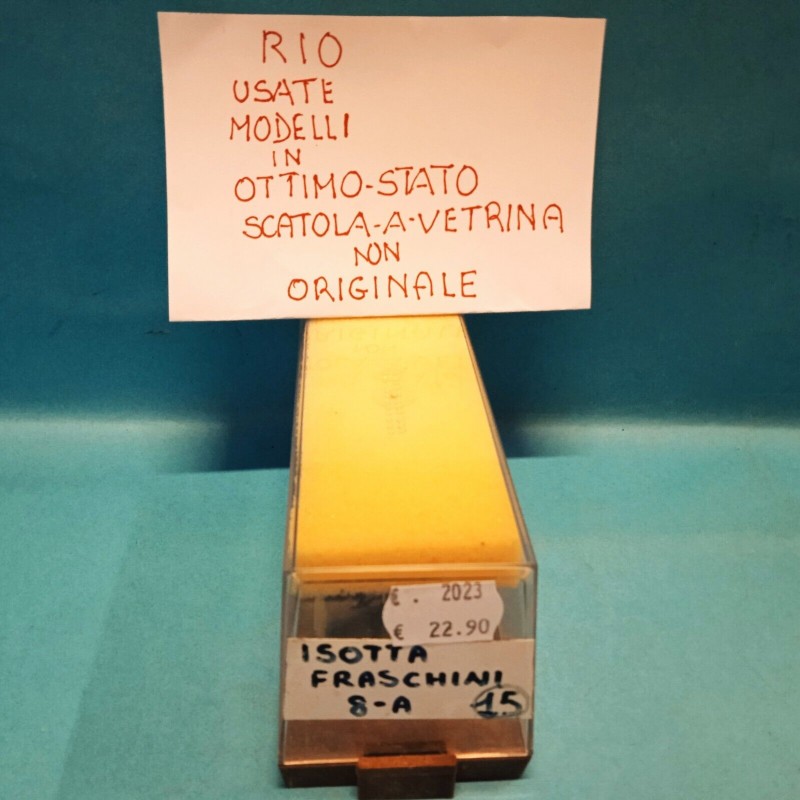 RIO
USATE
MODELLI
IN
OTTIMO-STATO
SCATOLA-A-VETRINA
NON
ORIGINALE
€ . 2023
€ 22.90
ISOTTA
FRASCHINI
8-A 15